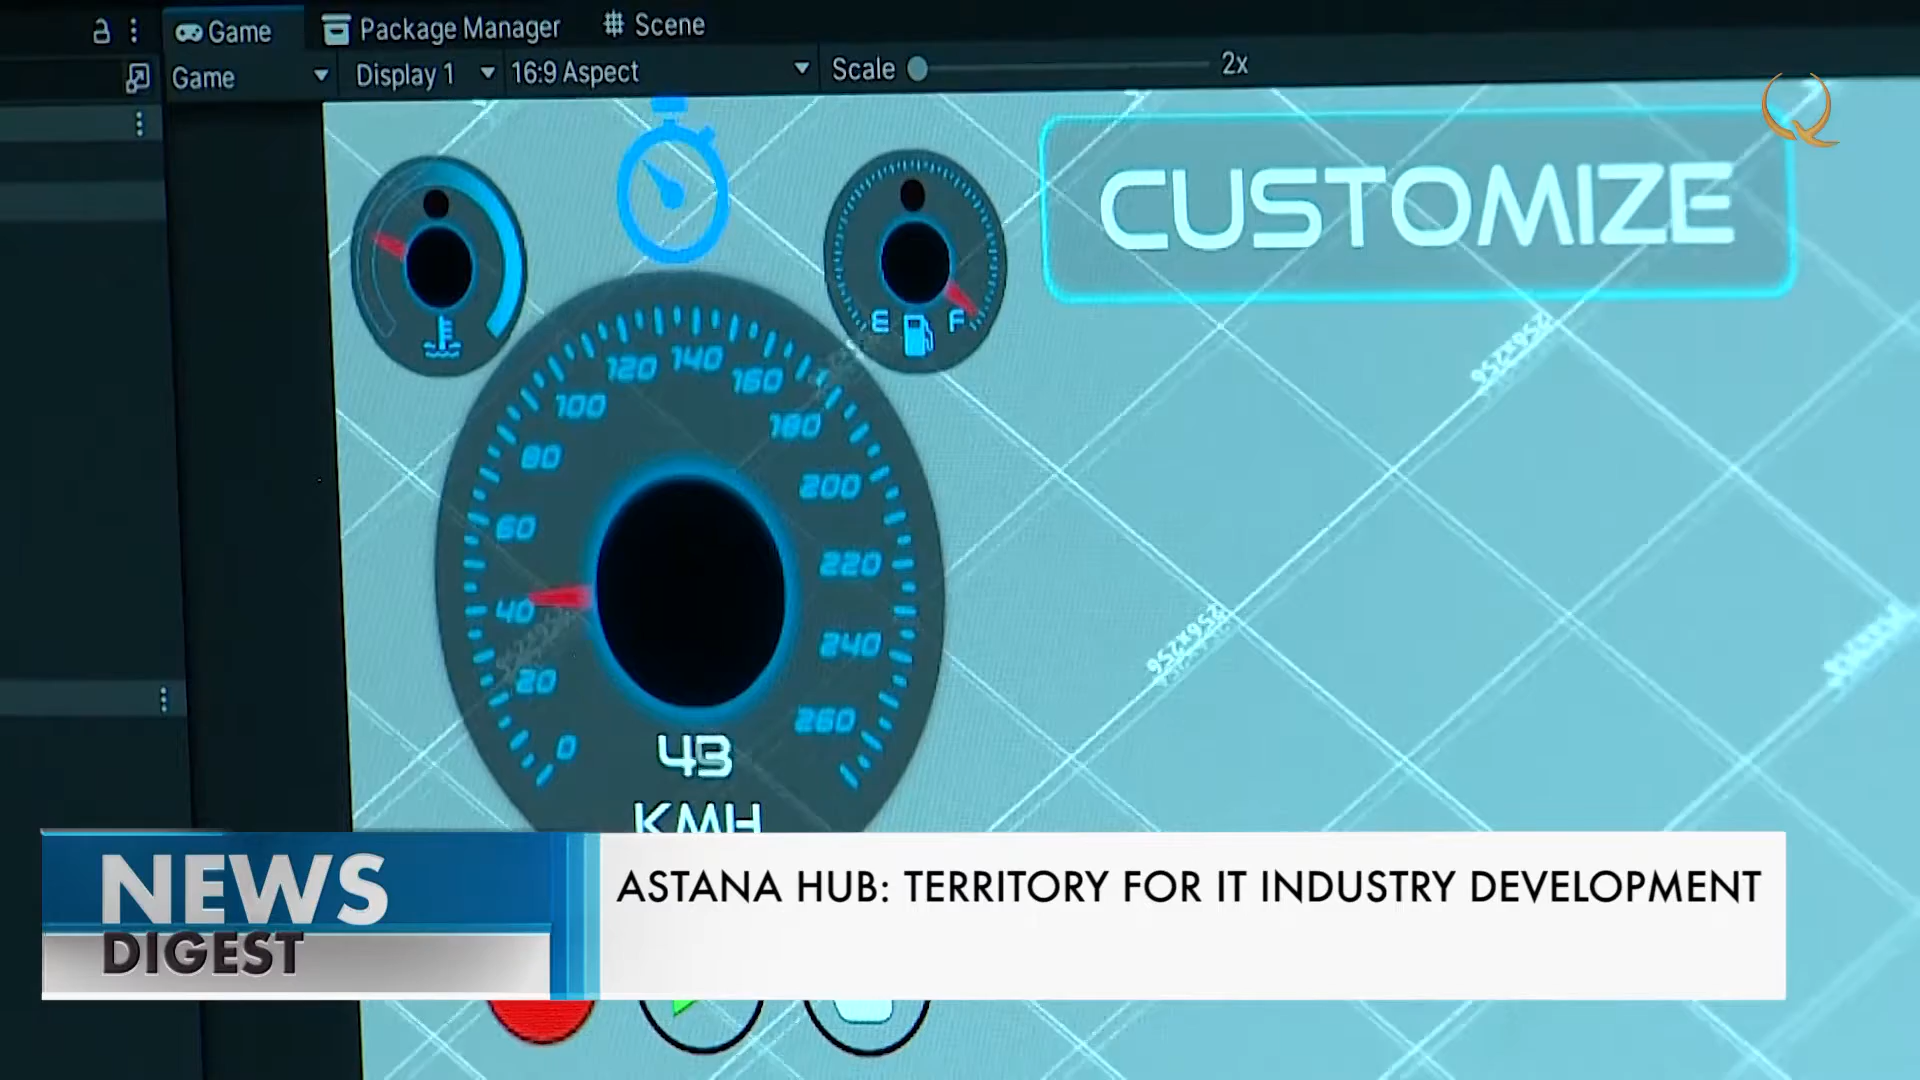 Game
Package Manager
Scene
Game
Display 1
16:9 Aspect
Scale
2x
CUSTOMIZE
E
F
0
20
40
60
80
100
120
140
160
180
200
220
240
260
43
KMH
256x256
256x256
NEWS
DIGEST
ASTANA HUB: TERRITORY FOR IT INDUSTRY DEVELOPMENT